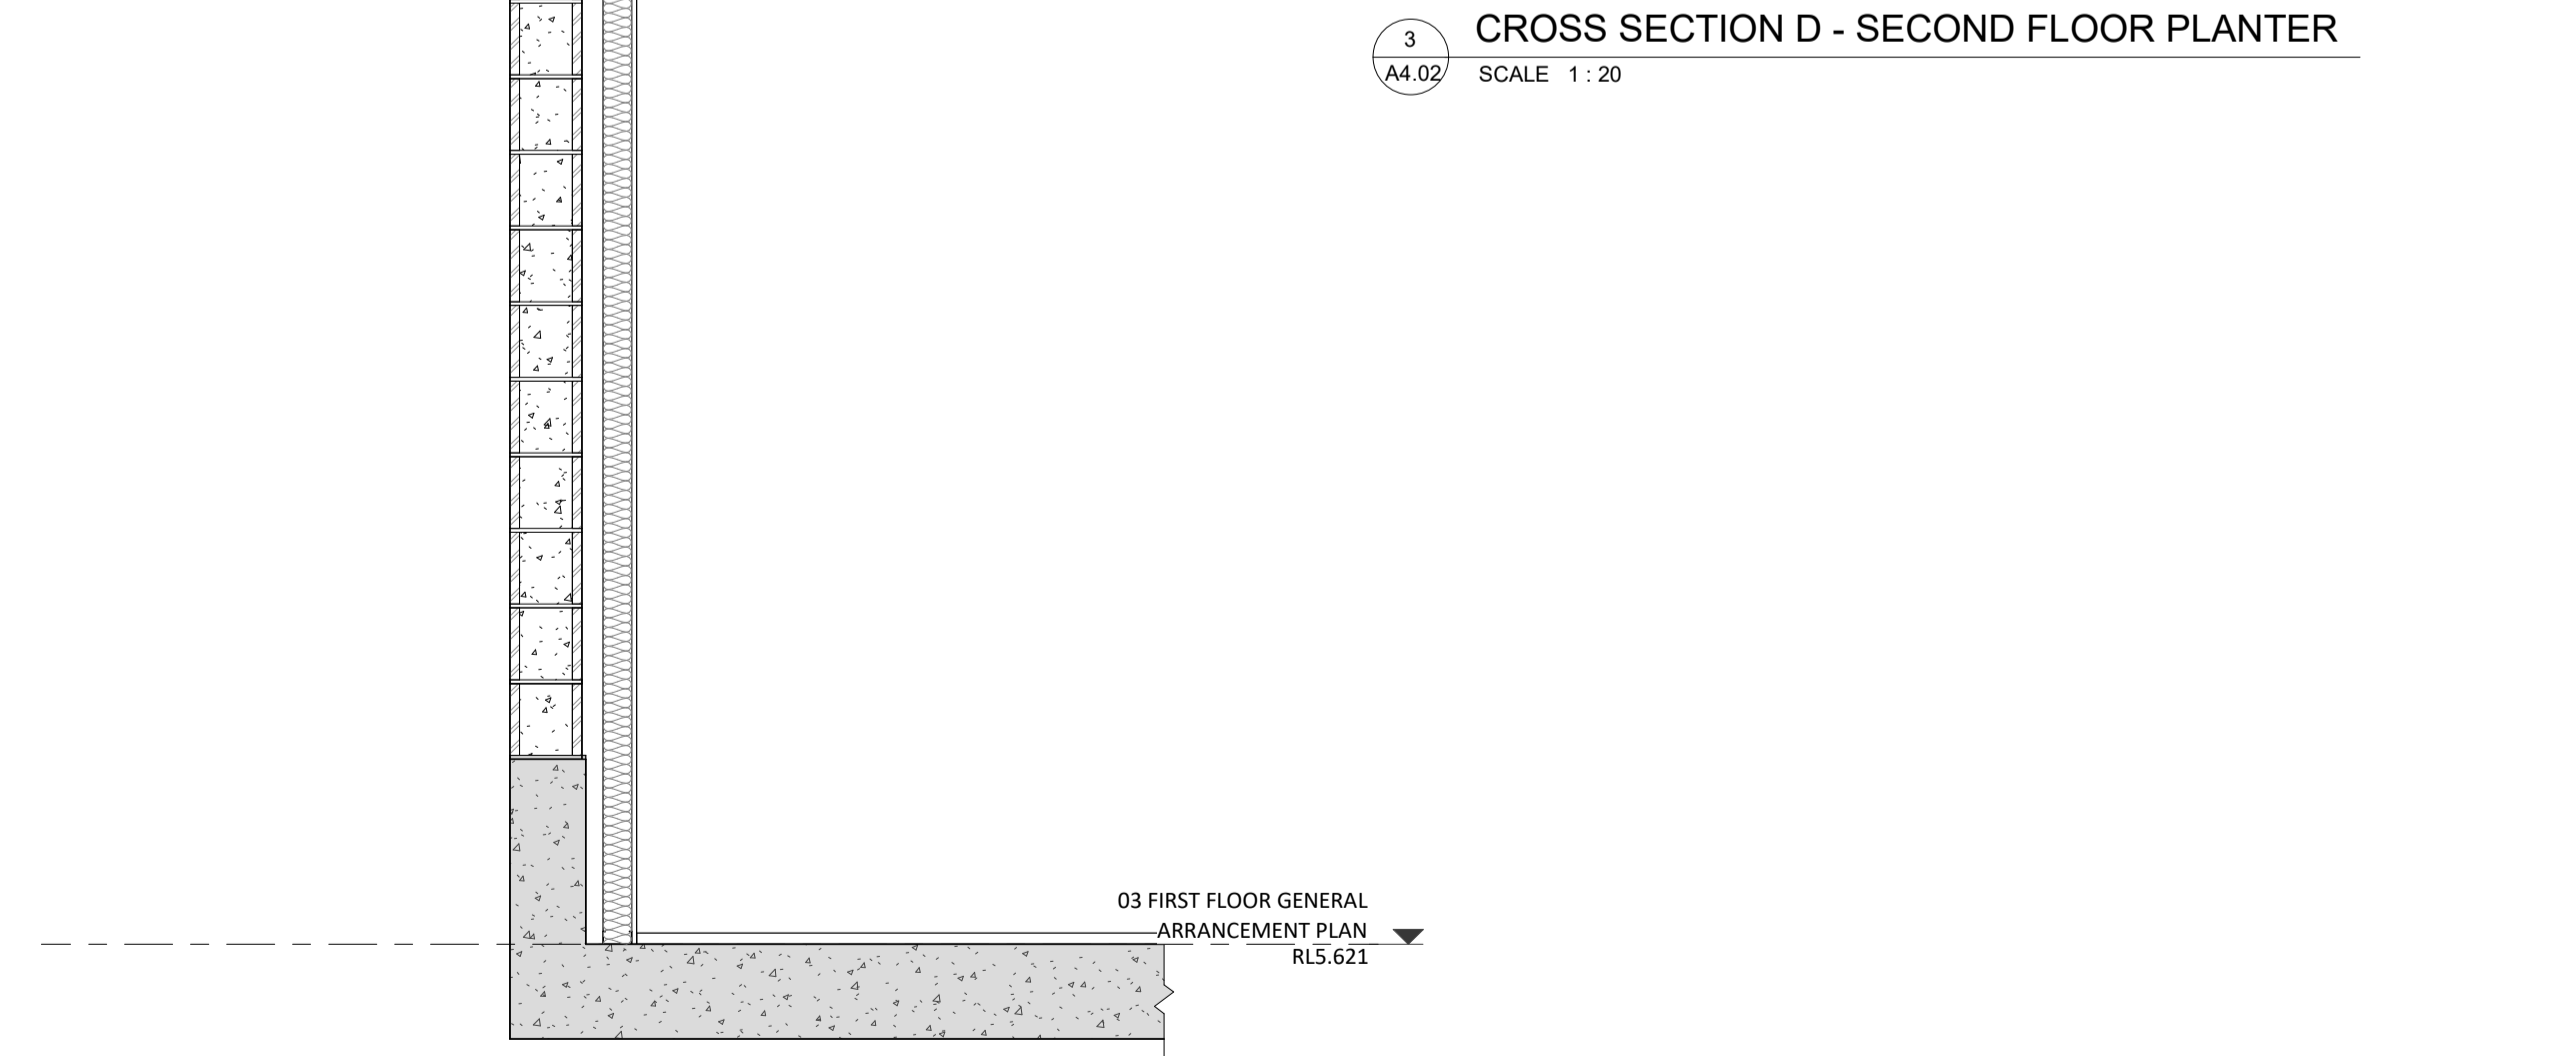 3
A4.02
CROSS SECTION D - SECOND FLOOR PLANTER
SCALE 1 : 20
03 FIRST FLOOR GENERAL
ARRANCEMENT PLAN
RL5.621